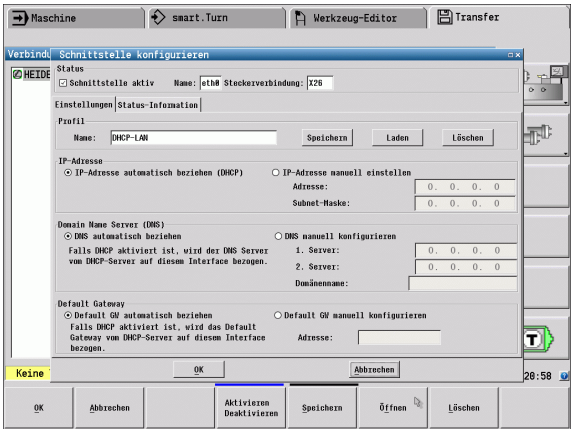 Maschine
smart.Turn
Werkzeug-Editor
Transfer
Verbindu
Schnittstelle konfigurieren
HEIDE
Status
Schnittstelle aktiv Name: eth0 Steckerverbindung: X26
Einstellungen Status-Information
Profil
Name: DHCP-LAN Speichern Laden Löschen
IP-Adresse
IP-Adresse automatisch beziehen (DHCP) IP-Adresse manuell einstellen
Adresse: 0. 0. 0. 0
Subnet-Maske: 0. 0. 0. 0
Domain Name Server (DNS)
DNS automatisch beziehen DNS manuell konfigurieren
Falls DHCP aktiviert ist, wird der DNS Server 1. Server: 0. 0. 0. 0
vom DHCP-Server auf diesem Interface bezogen. 2. Server: 0. 0. 0. 0
Domänenname:
Default Gateway
Default GW automatisch beziehen Default GW manuell konfigurieren
Falls DHCP aktiviert ist, wird das Default
Gateway vom DHCP-Server auf diesem Interface Adresse:
bezogen.
T
OK Abbrechen
Keine 20:58
OK Abbrechen Aktivieren Speichern Öffnen Löschen
Deaktivieren